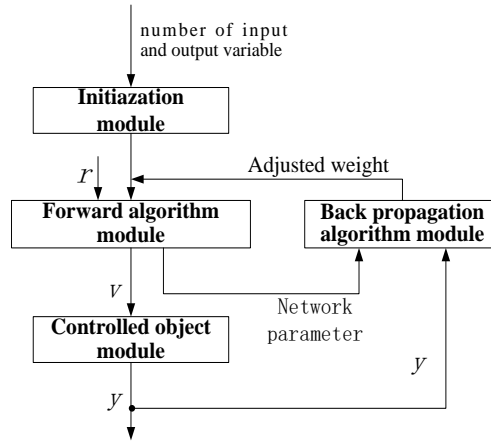 number of input
and output variable
Initiazation
module
Adjusted weight
r
Forward algorithm
module
Back propagation
algorithm module
v
Network
parameter
Controlled object
module
y
y